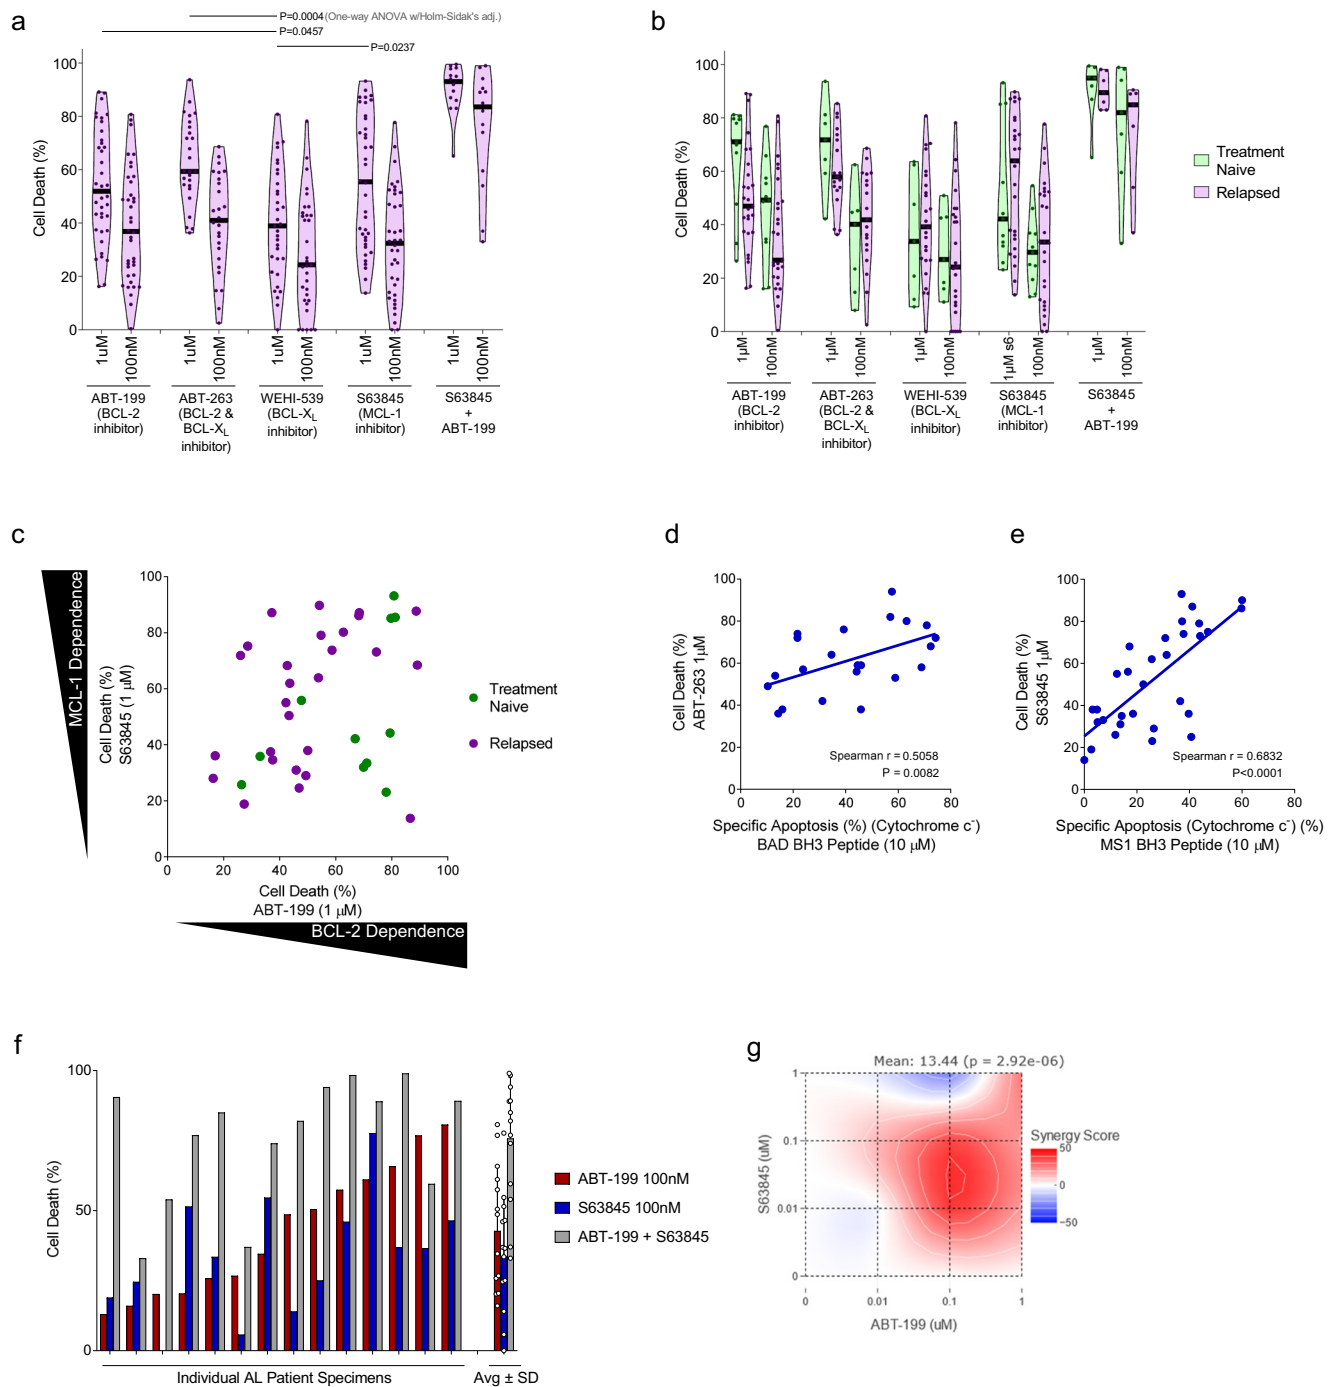 a
P=0.0004 (One-way ANOVA w/Holm-Sidak's adj.)
P=0.0457
P=0.0237
Cell Death (%)
100
80
60
40
20
0
1uM
100nM
1uM
100nM
1uM
100nM
1uM
100nM
1uM
100nM
ABT-199
(BCL-2
inhibitor)
ABT-263
(BCL-2 &
BCL-XL
inhibitor)
WEHI-539
(BCL-XL
inhibitor)
S63845
(MCL-1
inhibitor)
S63845
+
ABT-199
b
Cell Death (%)
100
80
60
40
20
0
1µM
100nM
1µM
100nM
1µM
100nM
1µM s6
100nM
1µM
100nM
ABT-199
(BCL-2
inhibitor)
ABT-263
(BCL-2 &
BCL-XL
inhibitor)
WEHI-539
(BCL-XL
inhibitor)
S63845
(MCL-1
inhibitor)
S63845
+
ABT-199
Treatment
Naive
Relapsed
c
MCL-1 Dependence
Cell Death (%)
S63845 (1 µM)
100
80
60
40
20
0
0
20
40
60
80
100
Cell Death (%)
ABT-199 (1 µM)
BCL-2 Dependence
Treatment
Naive
Relapsed
d
Cell Death (%)
ABT-263 1µM
100
80
60
40
20
0
Spearman r = 0.5058
P = 0.0082
0
20
40
60
80
Specific Apoptosis (%) (Cytochrome c-)
BAD BH3 Peptide (10 µM)
e
Cell Death (%)
S63845 1µM
100
80
60
40
20
0
Spearman r = 0.6832
P<0.0001
0
20
40
60
80
Specific Apoptosis (Cytochrome c-) (%)
MS1 BH3 Peptide (10 µM)
f
Cell Death (%)
100
50
0
Individual AL Patient Specimens
Avg ± SD
ABT-199 100nM
S63845 100nM
ABT-199 + S63845
g
Mean: 13.44 (p = 2.92e-06)
S63845 (uM)
1
0.1
0.01
0
0
0.01
0.1
1
ABT-199 (uM)
Synergy Score
50
0
−50